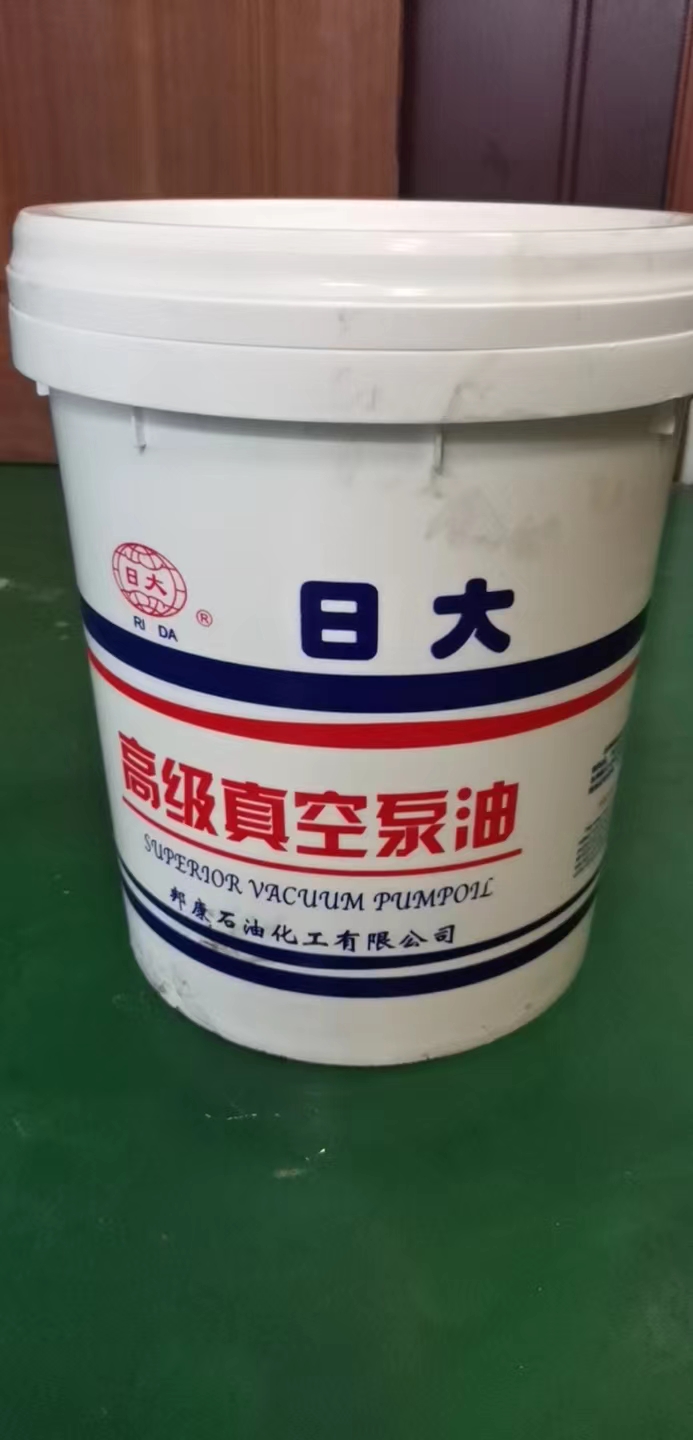 日大
RI DA
®
日大
高级真空泵油
SUPERIOR VACUUM PUMPOIL
邦康石油化工有限公司